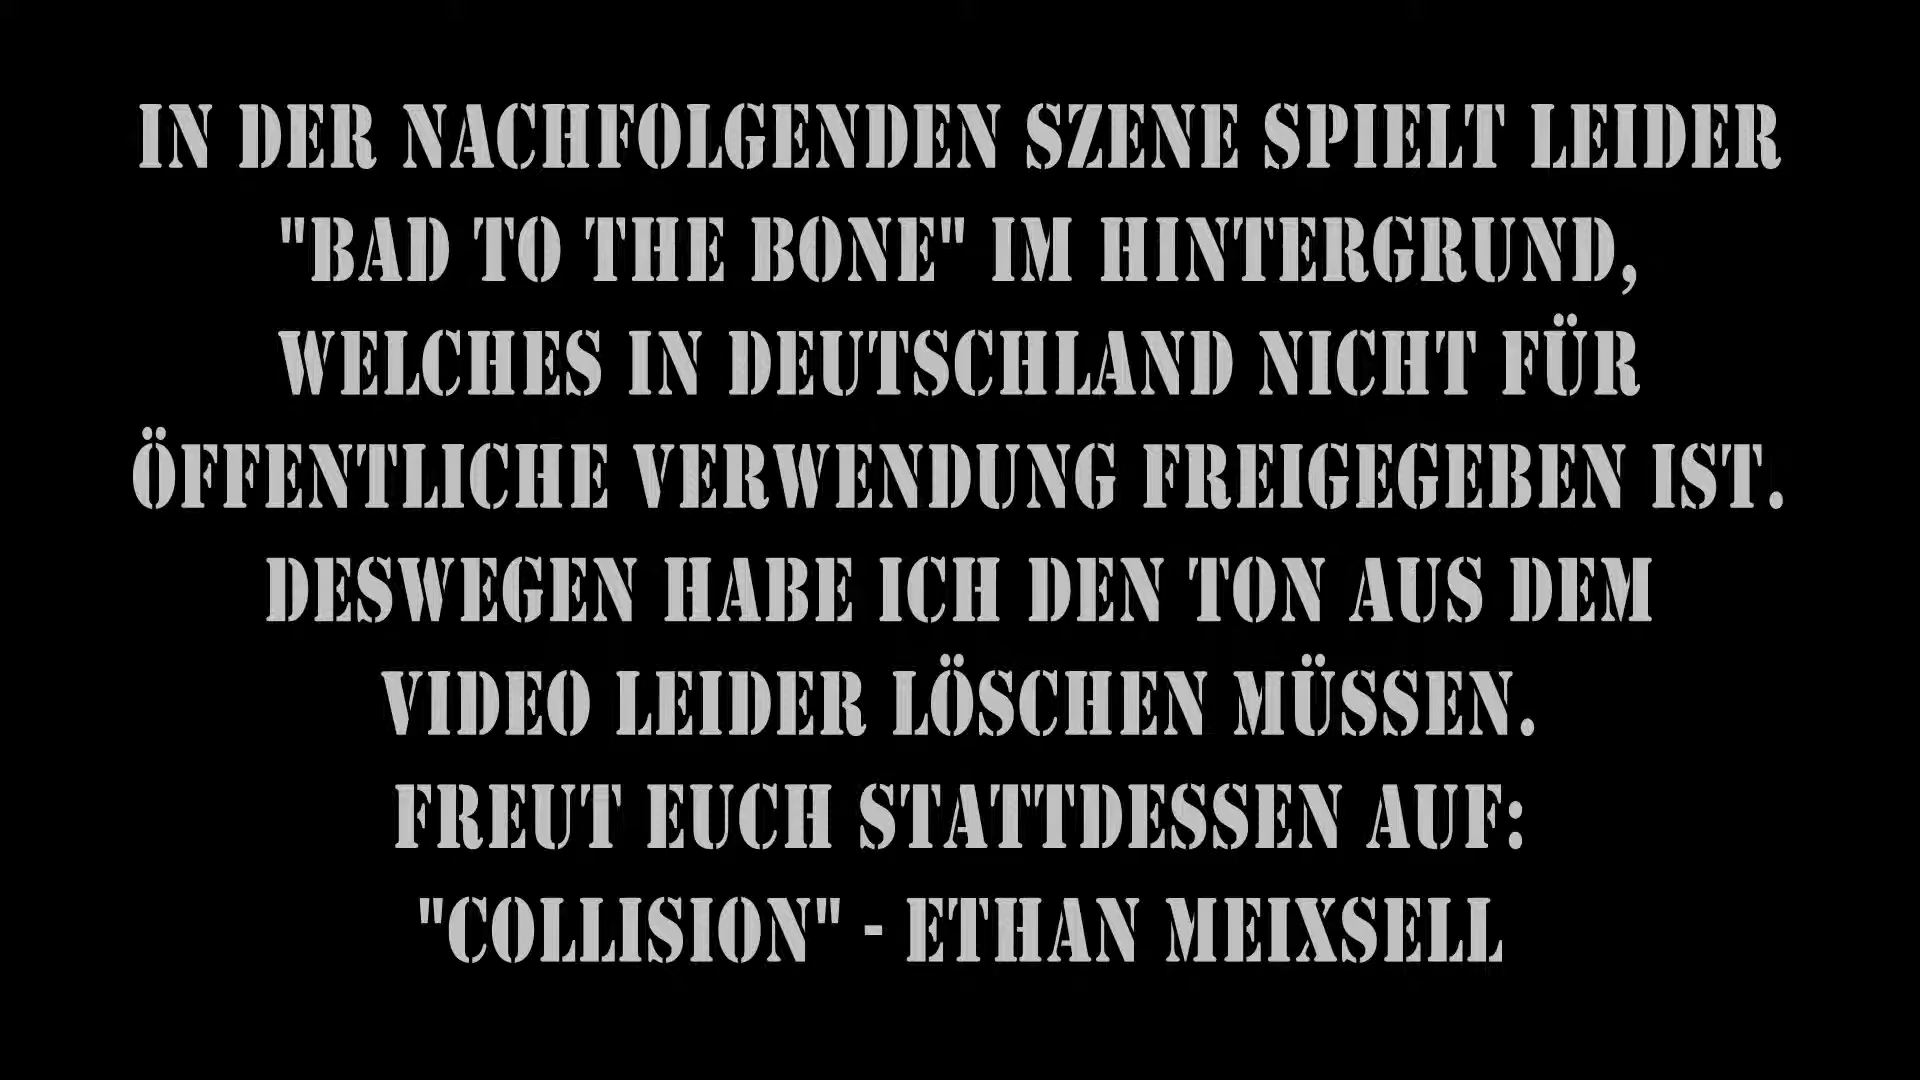 IN DER NACHFOLGENDEN SZENE SPIELT LEIDER
"BAD TO THE BONE" IM HINTERGRUND,
WELCHES IN DEUTSCHLAND NICHT FÜR
ÖFFENTLICHE VERWENDUNG FREIGEGEBEN IST.
DESWEGEN HABE ICH DEN TON AUS DEM
VIDEO LEIDER LÖSCHEN MÜSSEN.
FREUT EUCH STATTDESSEN AUF:
"COLLISION" - ETHAN MEIXSELL